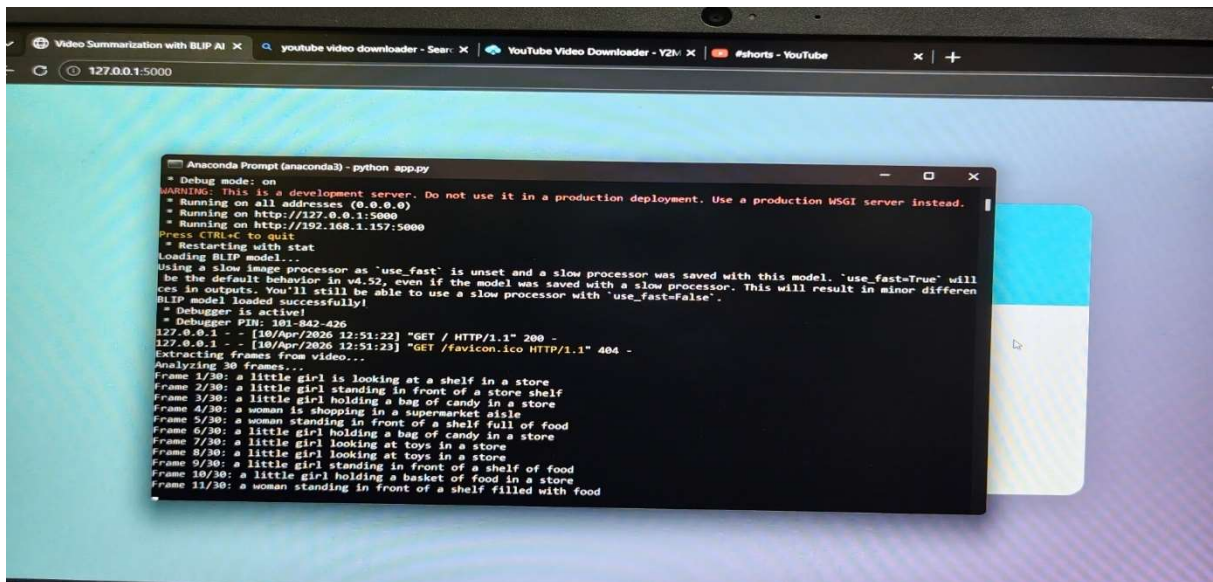 Video Summarization with BLIP AI
youtube video downloader - Sear
YouTube Video Downloader - Y2M
#shorts - YouTube
127.0.0.1:5000
Anaconda Prompt (anaconda3) - python app.py
* Debug mode: on
WARNING: This is a development server. Do not use it in a production deployment. Use a production WSGI server instead.
* Running on all addresses (0.0.0.0)
* Running on http://127.0.0.1:5000
* Running on http://192.168.1.157:5000
Press CTRL+C to quit
* Restarting with stat
Loading BLIP model...
Using a slow image processor as `use_fast` is unset and a slow processor was saved with this model. `use_fast=True` will
be the default behavior in v4.52, even if the model was saved with a slow processor. This will result in minor differen
ces in outputs. You'll still be able to use a slow processor with `use_fast=False`.
BLIP model loaded successfully!
* Debugger is active!
* Debugger PIN: 101-842-426
127.0.0.1 - - [10/Apr/2026 12:51:22] "GET / HTTP/1.1" 200 -
127.0.0.1 - - [10/Apr/2026 12:51:23] "GET /favicon.ico HTTP/1.1" 404 -
Extracting frames from video...
Analyzing 30 frames...
Frame 1/30: a little girl is looking at a shelf in a store
Frame 2/30: a little girl standing in front of a store shelf
Frame 3/30: a little girl holding a bag of candy in a store
Frame 4/30: a woman is shopping in a supermarket aisle
Frame 5/30: a woman standing in front of a shelf full of food
Frame 6/30: a little girl holding a bag of candy in a store
Frame 7/30: a little girl looking at toys in a store
Frame 8/30: a little girl looking at toys in a store
Frame 9/30: a little girl standing in front of a shelf of food
Frame 10/30: a little girl holding a basket of food in a store
Frame 11/30: a woman standing in front of a shelf filled with food